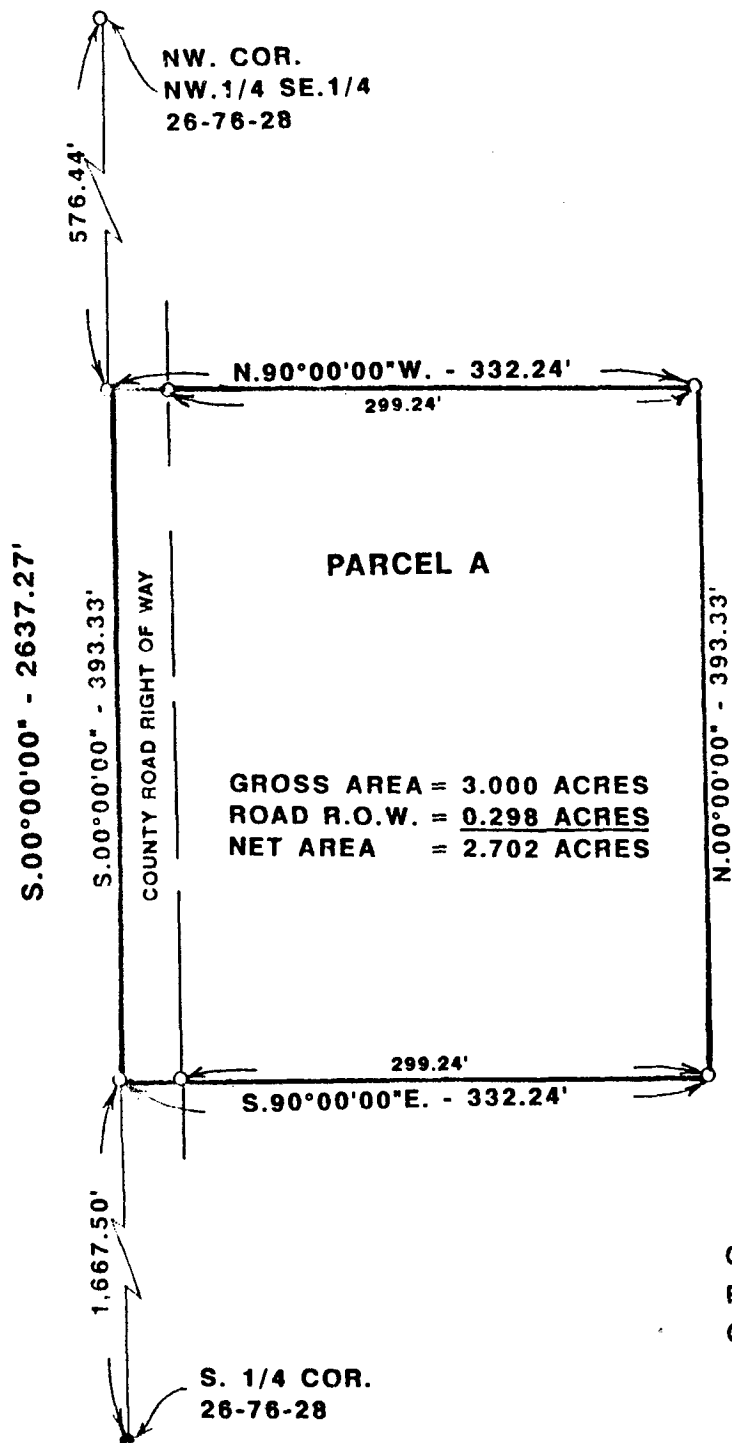 NW. COR.
NW.1/4 SE.1/4
26-76-28
576.44'
N.90°00'00"W. - 332.24'
299.24'
PARCEL A
S.00°00'00" - 2637.27'
S.00°00'00" - 393.33'
COUNTY ROAD RIGHT OF WAY
N.00°00'00" - 393.33'
GROSS AREA = 3.000 ACRES
ROAD R.O.W. = 0.298 ACRES
NET AREA = 2.702 ACRES
299.24'
S.90°00'00"E. - 332.24'
1,667.50'
S. 1/4 COR.
26-76-28